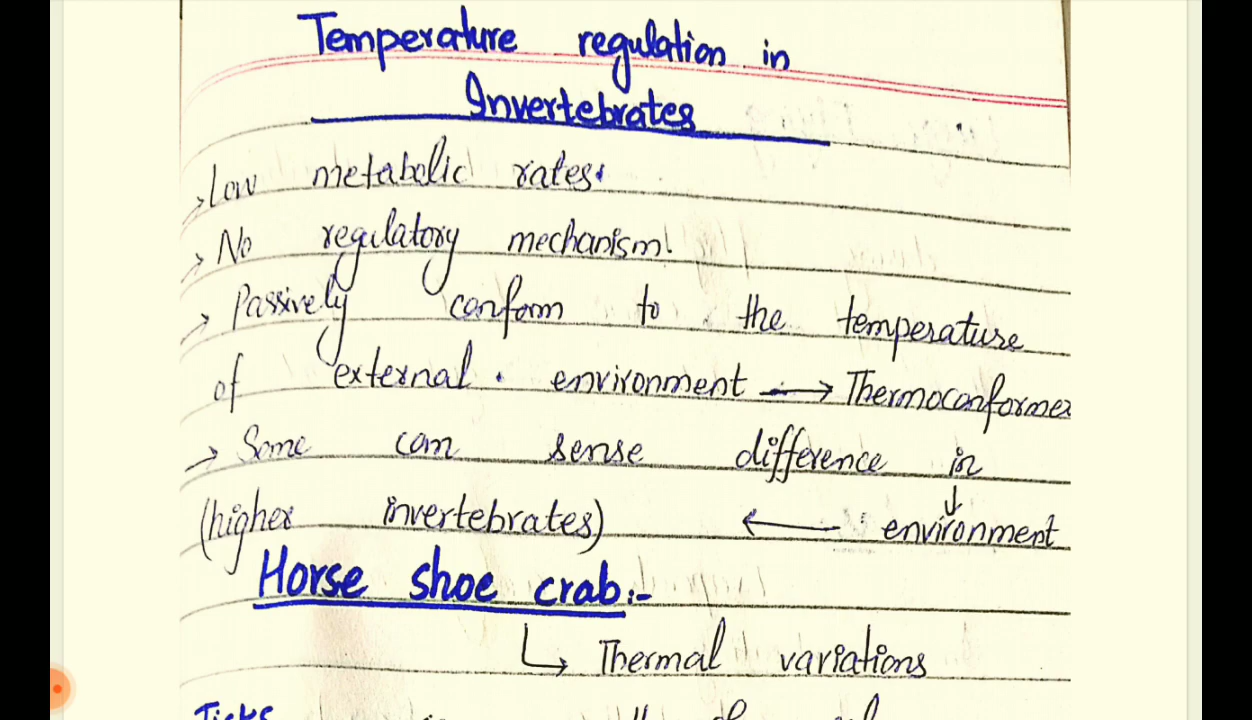 Temperature regulation in
Invertebrates
→ Low metabolic rates.
→ No regulatory mechanism.
→ Passively conform to the temperature
of external environment → Thermoconformer
→ Some can sense difference in
↓
(higher invertebrates) ← environment
Horse shoe crab:-
↳ Thermal variations
Ticks